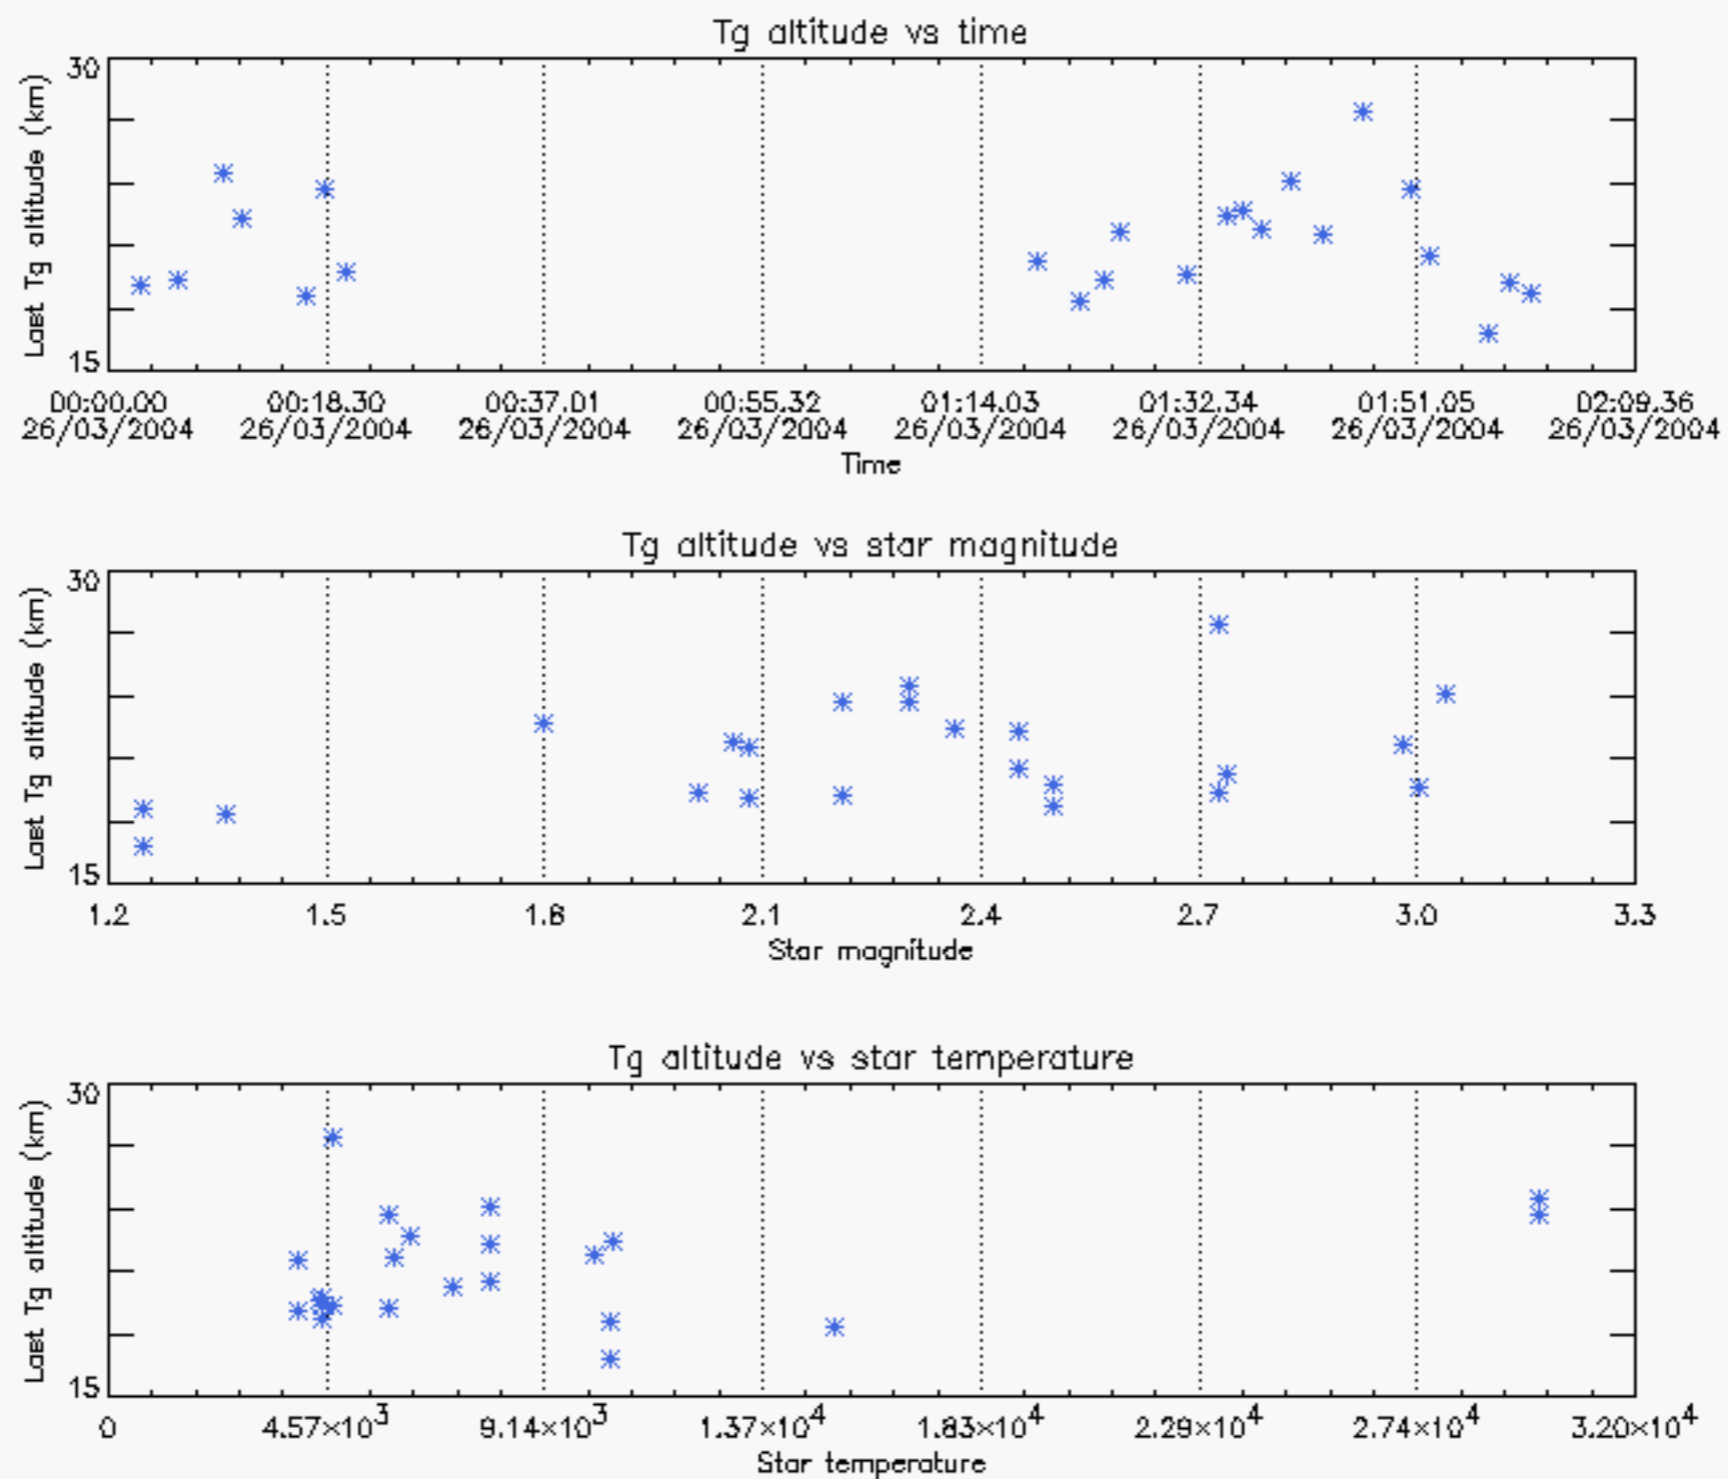 Tg altitude vs time
30
Last Tg altitude (km)
15
00:00.00 00:18.30 00:37.01 00:55.32 01:14.03 01:32.34 01:51.05 02:09.36
26/03/2004 26/03/2004 26/03/2004 26/03/2004 26/03/2004 26/03/2004 26/03/2004 26/03/2004
Time
Tg altitude vs star magnitude
30
Last Tg altitude (km)
15
1.2 1.5 1.8 2.1 2.4 2.7 3.0 3.3
Star magnitude
Tg altitude vs star temperature
30
Last Tg altitude (km)
15
0 4.57×10³ 9.14×10³ 1.37×10⁴ 1.83×10⁴ 2.29×10⁴ 2.74×10⁴ 3.20×10⁴
Star temperature